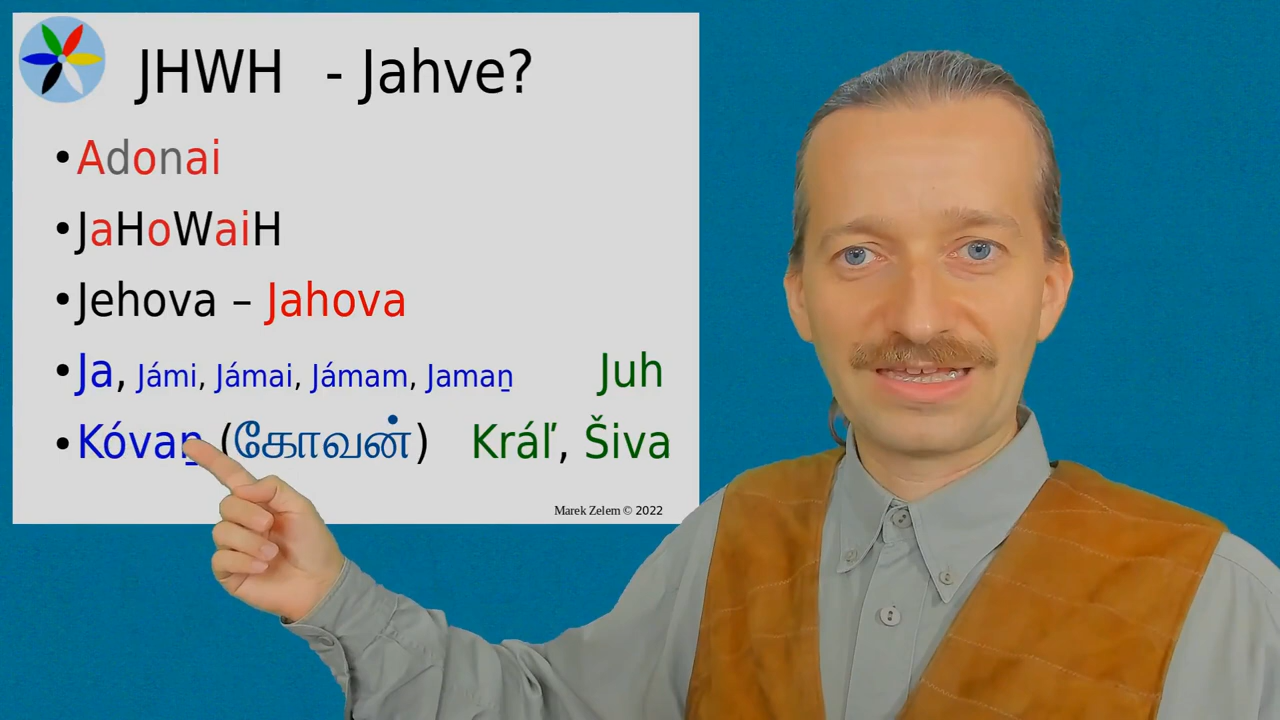 JHWH - Jahve?
• Adonai
• JaHoWaiH
• Jehova – Jahova
• Ja, Jámi, Jámai, Jámam, Jamaṉ Juh
• Kóvaṉ (கோவன்) Kráľ, Šiva
Marek Zelem © 2022